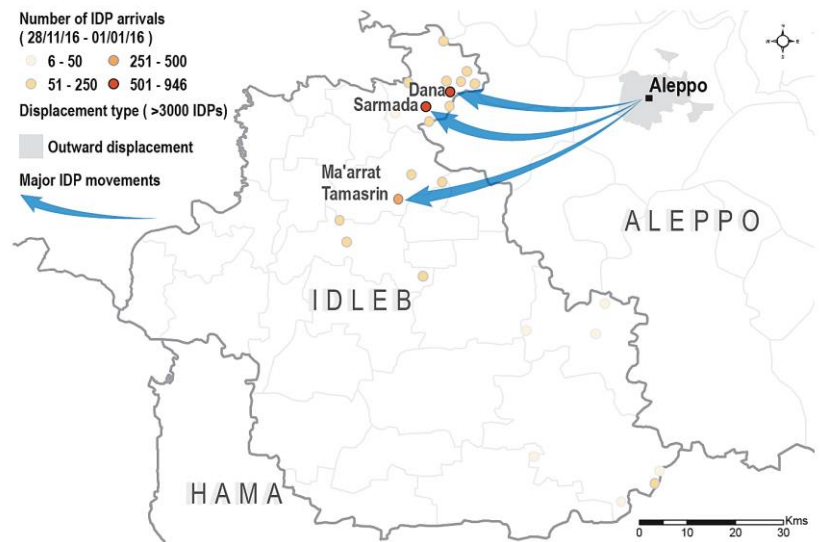 Number of IDP arrivals
( 28/11/16 - 01/01/16 )
6 - 50
251 - 500
51 - 250
501 - 946
Displacement type ( >3000 IDPs)
Outward displacement
Major IDP movements
N
Dana
Sarmada
Aleppo
Ma'arrat
Tamasrin
ALEPPO
IDLEB
HAMA
Kms
0 10 20 30